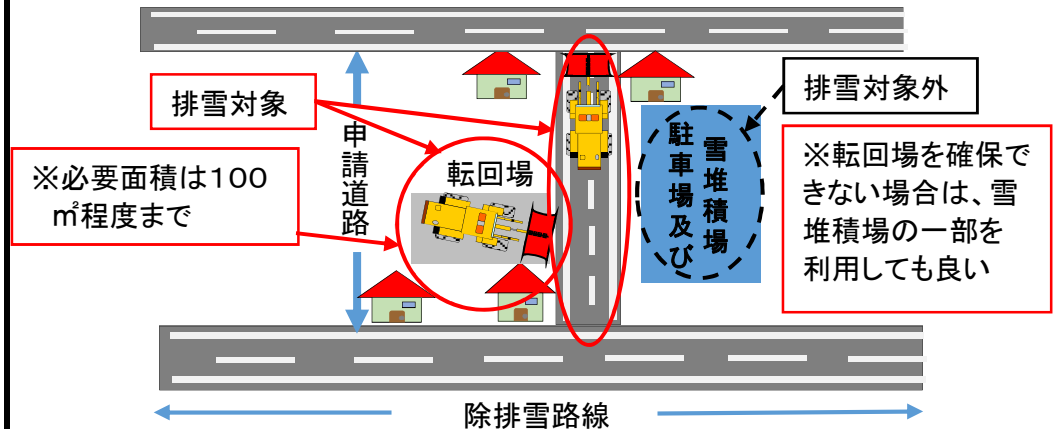 排雪対象
※必要面積は100
㎡程度まで
申請道路
転回場
駐車場及び
雪堆積場
排雪対象外
※転回場を確保で
きない場合は、雪
堆積場の一部を
利用しても良い
除排雪路線